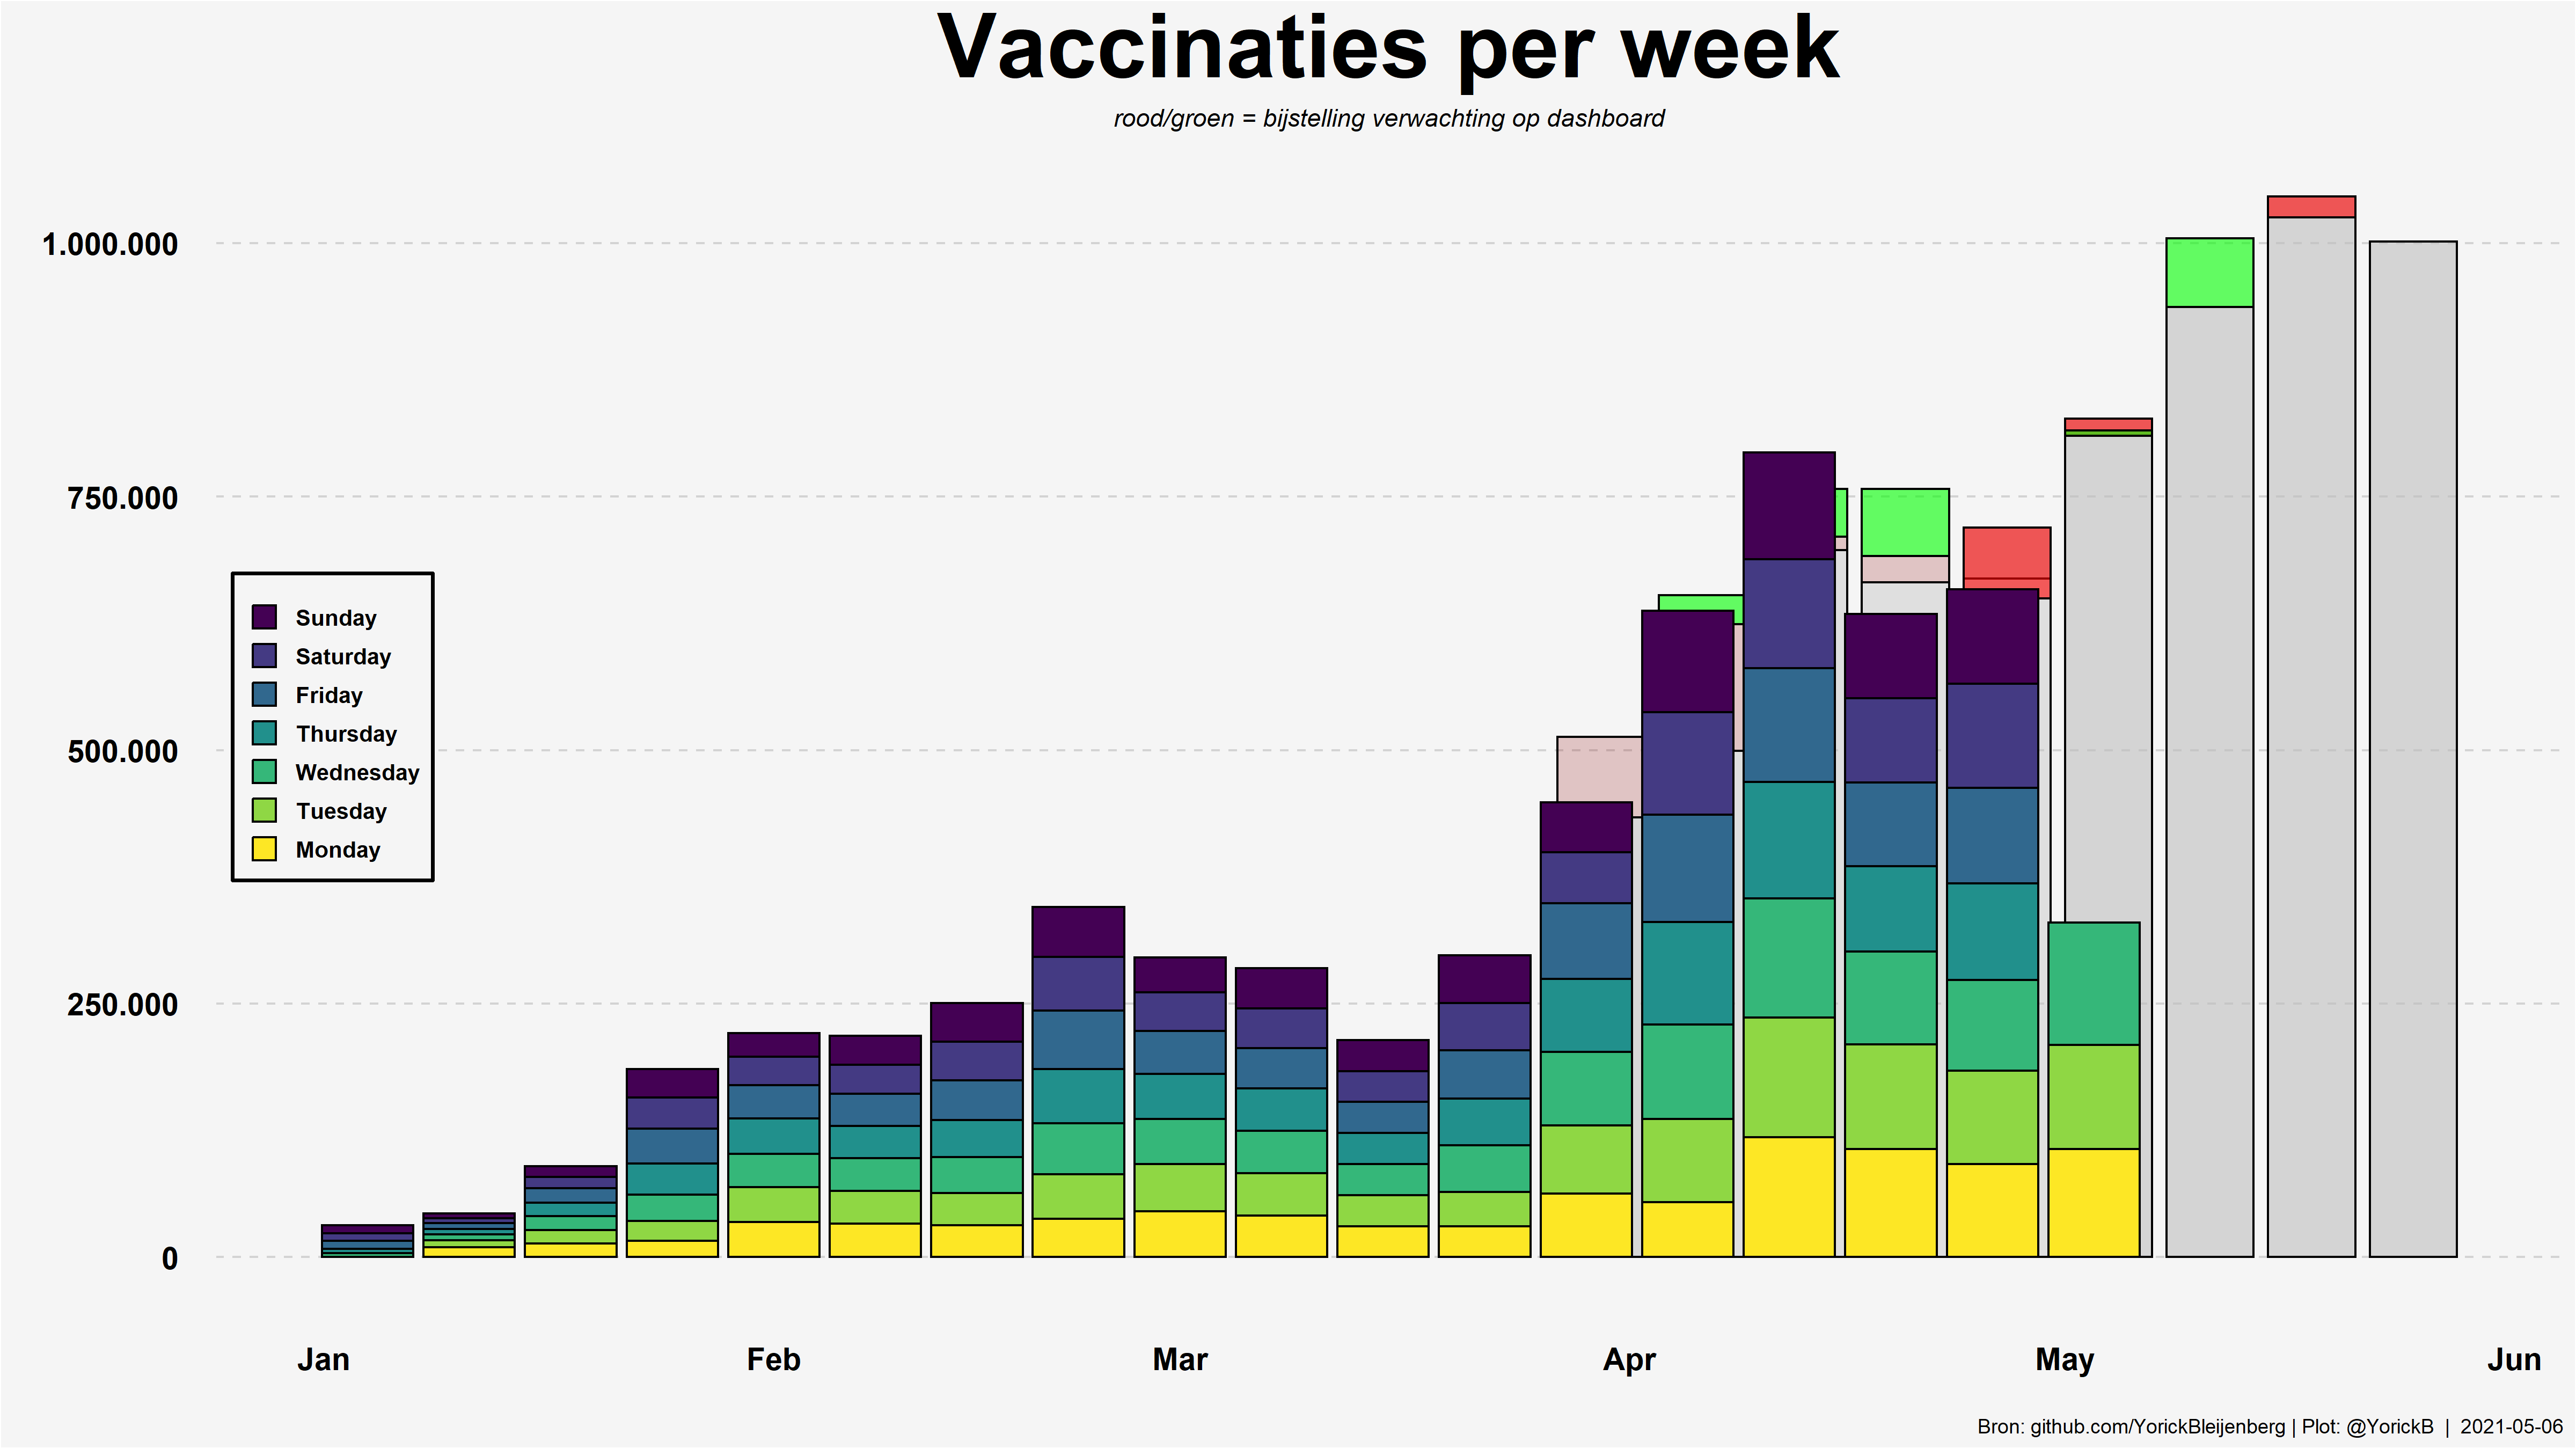 Vaccinaties per week
rood/groen = bijstelling verwachting op dashboard
1.000.000
750.000
500.000
250.000
0
Sunday
Saturday
Friday
Thursday
Wednesday
Tuesday
Monday
Jan Feb Mar Apr May Jun
Bron: github.com/YorickBleijenberg | Plot: @YorickB | 2021-05-06